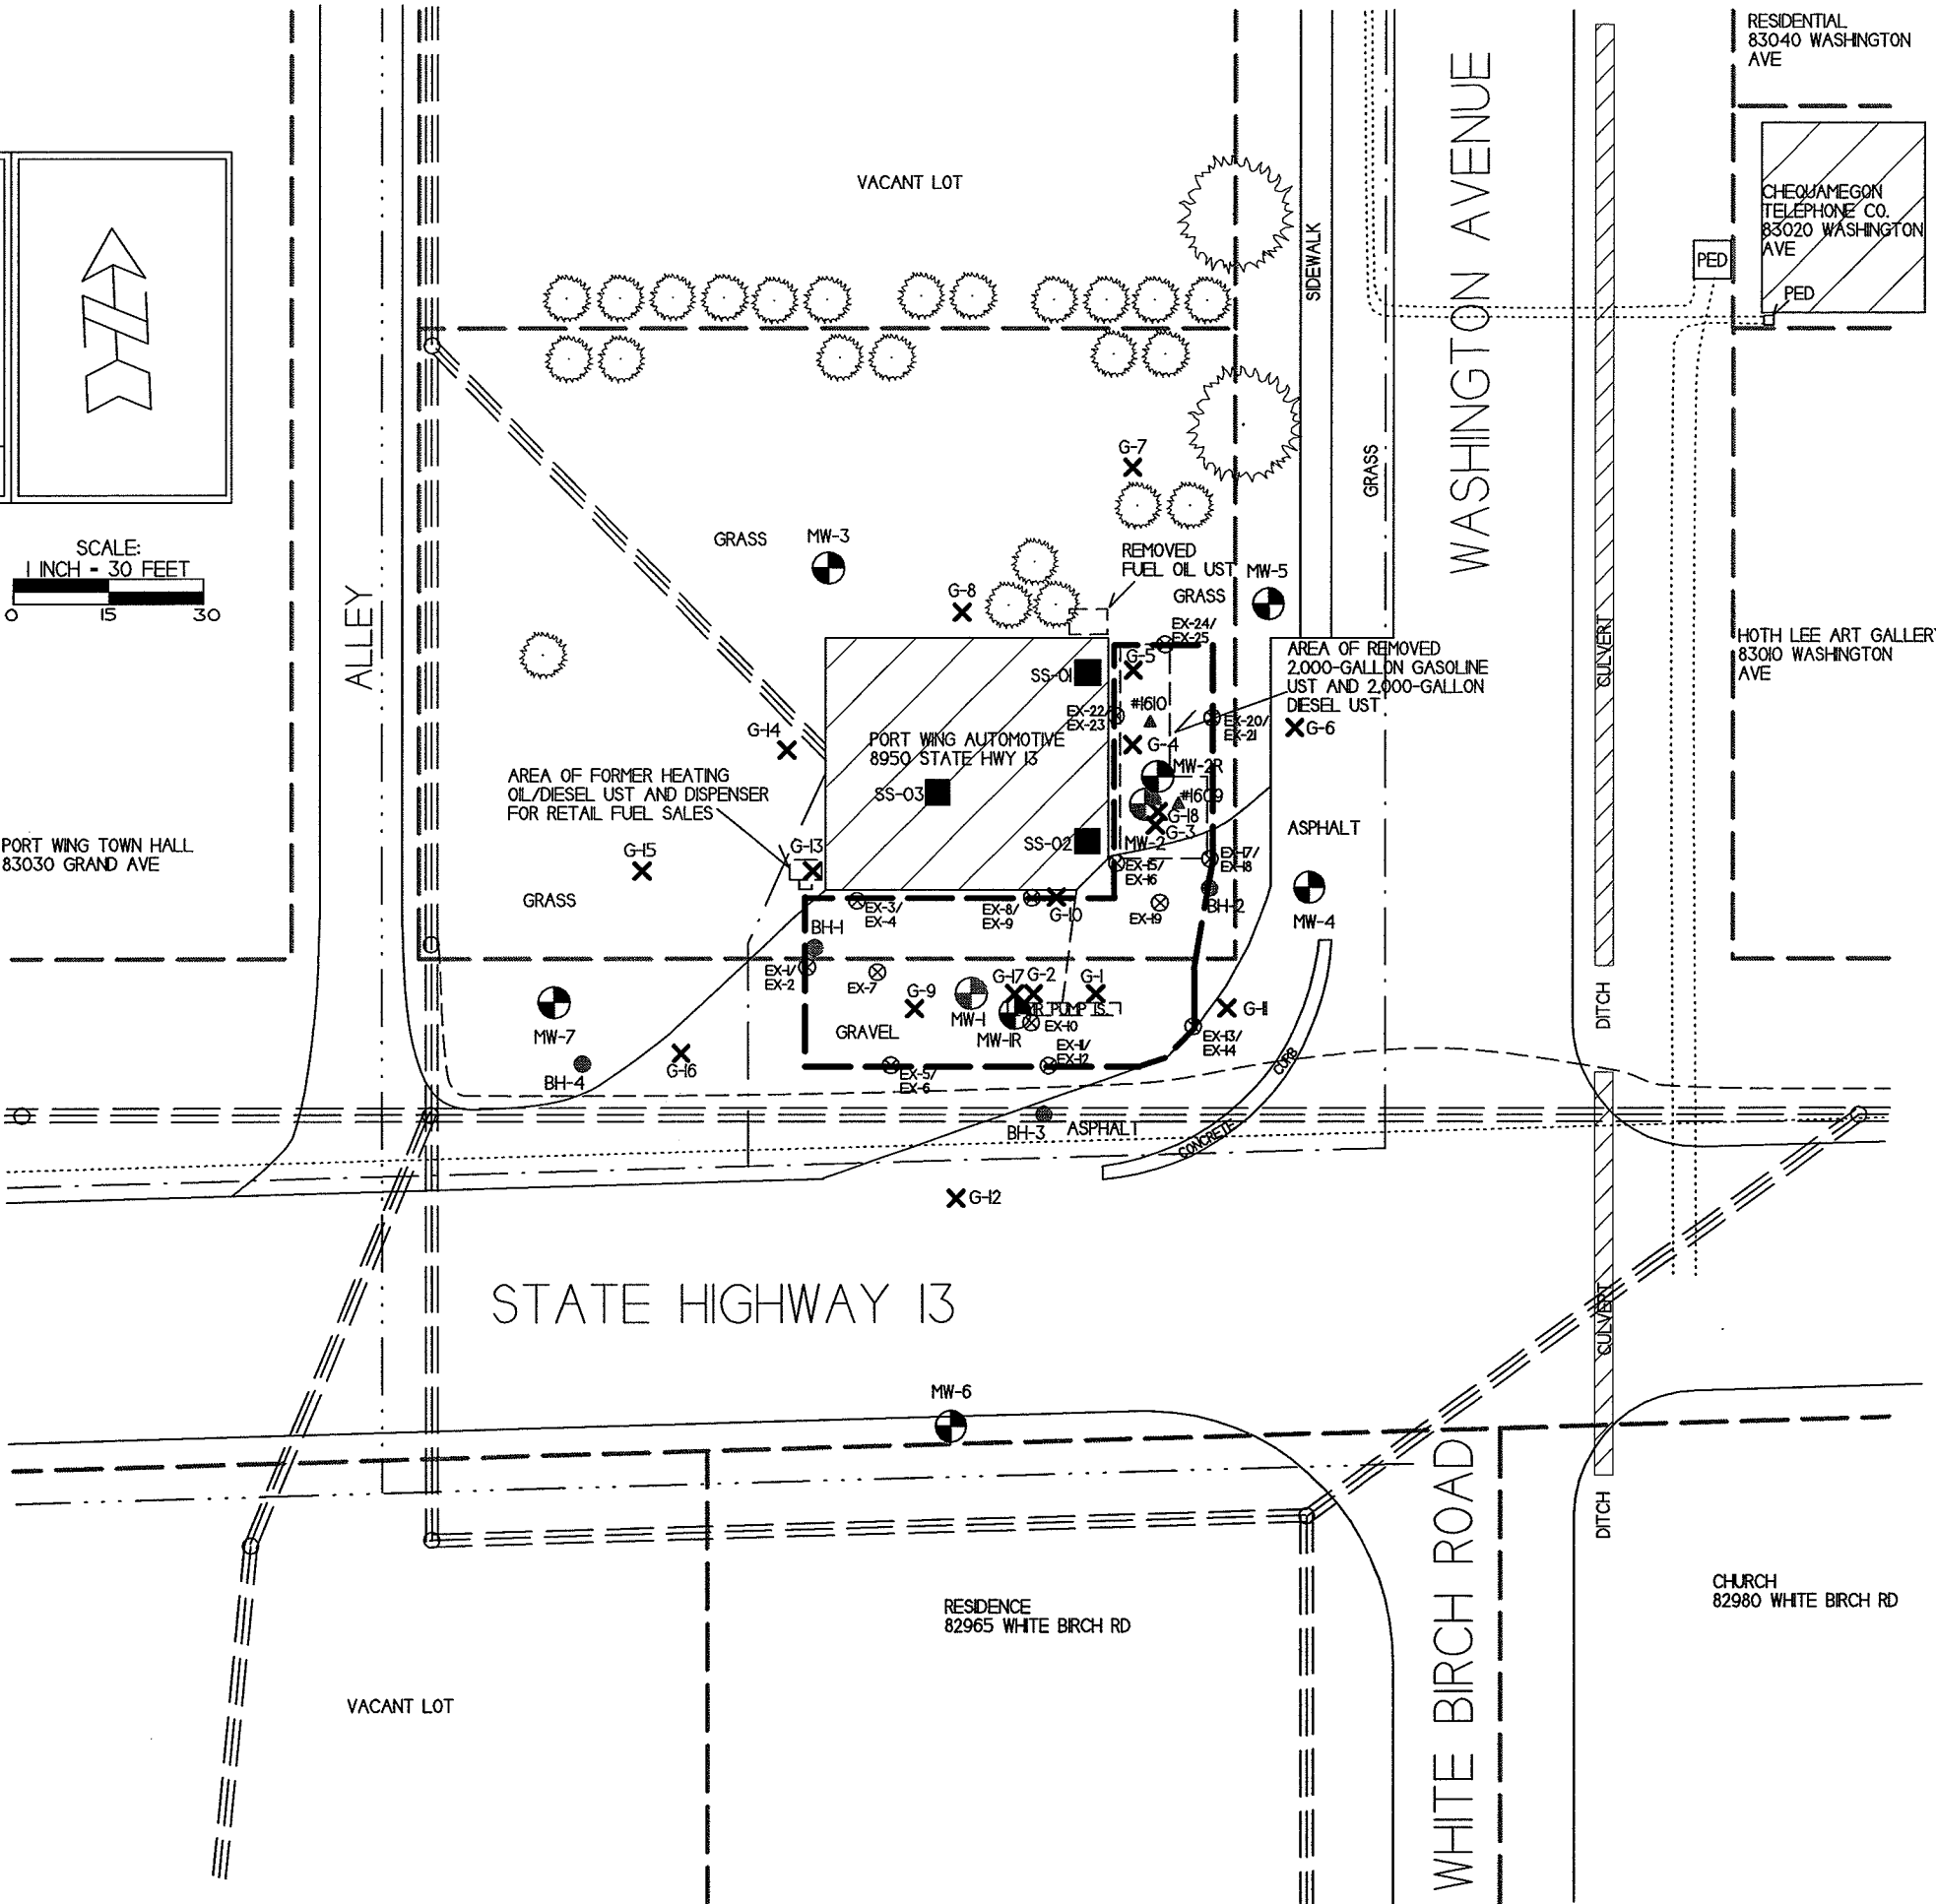 RESIDENTIAL
83040 WASHINGTON
AVE
WASHINGTON AVENUE
VACANT LOT
CHEQUAMEGON
TELEPHONE CO.
83020 WASHINGTON
AVE
PED
PED
SIDEWALK
GRASS
SCALE:
1 INCH = 30 FEET
0 15 30
ALLEY
G-7
GRASS
MW-3
REMOVED
FUEL OIL UST
MW-5
GRASS
G-8
EX-24/
EX-25
CULVERT
HOTH LEE ART GALLERY
83010 WASHINGTON
AVE
AREA OF REMOVED
2,000-GALLON GASOLINE
UST AND 2,000-GALLON
DIESEL UST
G-5
SS-01
#1610
EX-22/
EX-23
EX-20/
EX-21
G-6
G-14
PORT WING AUTOMOTIVE
8950 STATE HWY 13
G-4
MW-2R
AREA OF FORMER HEATING
OIL/DIESEL UST AND DISPENSER
FOR RETAIL FUEL SALES
SS-03
#1609
G-18
G-3
ASPHALT
PORT WING TOWN HALL
83030 GRAND AVE
G-15
G-13
SS-02
MW-2
EX-15/
EX-16
EX-17/
EX-18
GRASS
EX-3/
EX-4
EX-8/
EX-9
G-10
EX-19
BH-2
MW-4
BH-1
EX-1/
EX-2
EX-7
G-9
G-17
G-2
G-1
G-11
DITCH
MW-7
GRAVEL
MW-1
PUMP IS.
MW-1R
EX-10
EX-13/
EX-14
BH-4
G-16
EX-5/
EX-6
EX-11/
EX-12
CURB
BH-3
ASPHALT
CONCRETE
G-12
STATE HIGHWAY 13
CULVERT
MW-6
WHITE BIRCH ROAD
DITCH
RESIDENCE
82965 WHITE BIRCH RD
CHURCH
82980 WHITE BIRCH RD
VACANT LOT